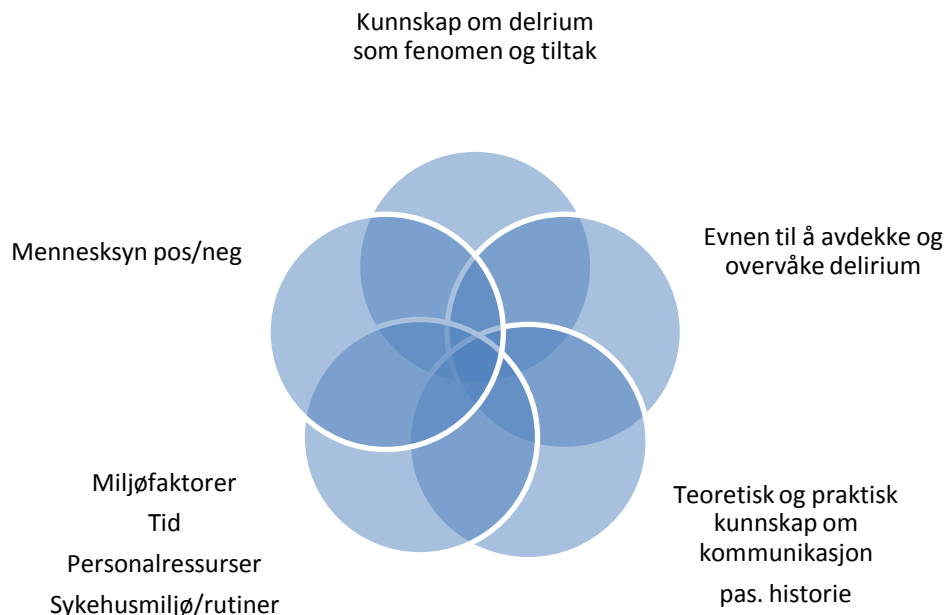 Kunnskap om delrium
som fenomen og tiltak
Mennesksyn pos/neg
Evnen til å avdekke og
overvåke delirium
Miljøfaktorer
Tid
Personalressurser
Sykehusmiljø/rutiner
Teoretisk og praktisk
kunnskap om
kommunikasjon
pas. historie